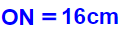 ON = 16cm